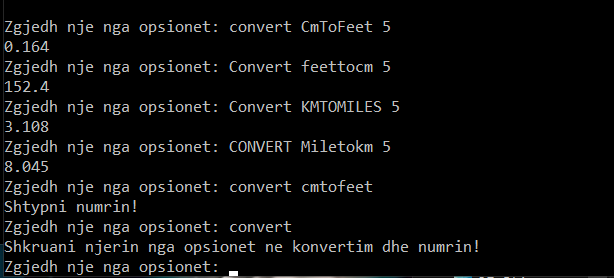 Zgjedh nje nga opsionet: convert CmToFeet 5
0.164
Zgjedh nje nga opsionet: Convert feettocm 5
152.4
Zgjedh nje nga opsionet: Convert KMTOMILES 5
3.108
Zgjedh nje nga opsionet: CONVERT Miletokm 5
8.045
Zgjedh nje nga opsionet: convert cmtofeet
Shtypni numrin!
Zgjedh nje nga opsionet: convert
Shkruani njerin nga opsionet ne konvertim dhe numrin!
Zgjedh nje nga opsionet: